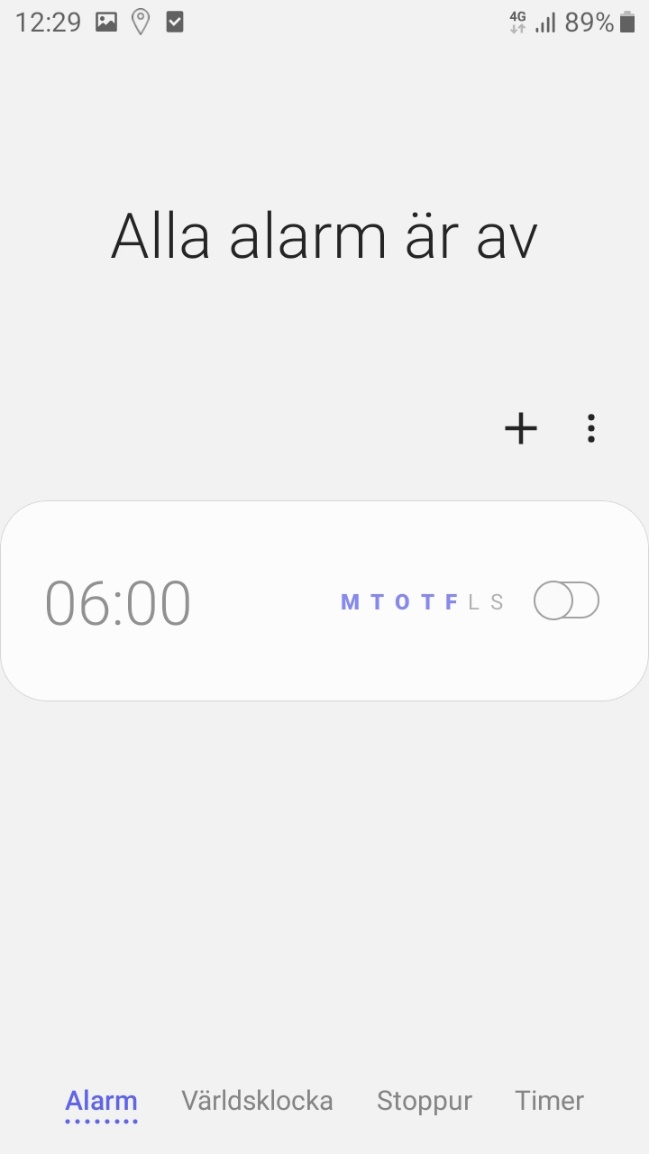 12:29 4G 89%
Alla alarm är av
06:00 M T O T F L S
Alarm Världsklocka Stoppur Timer